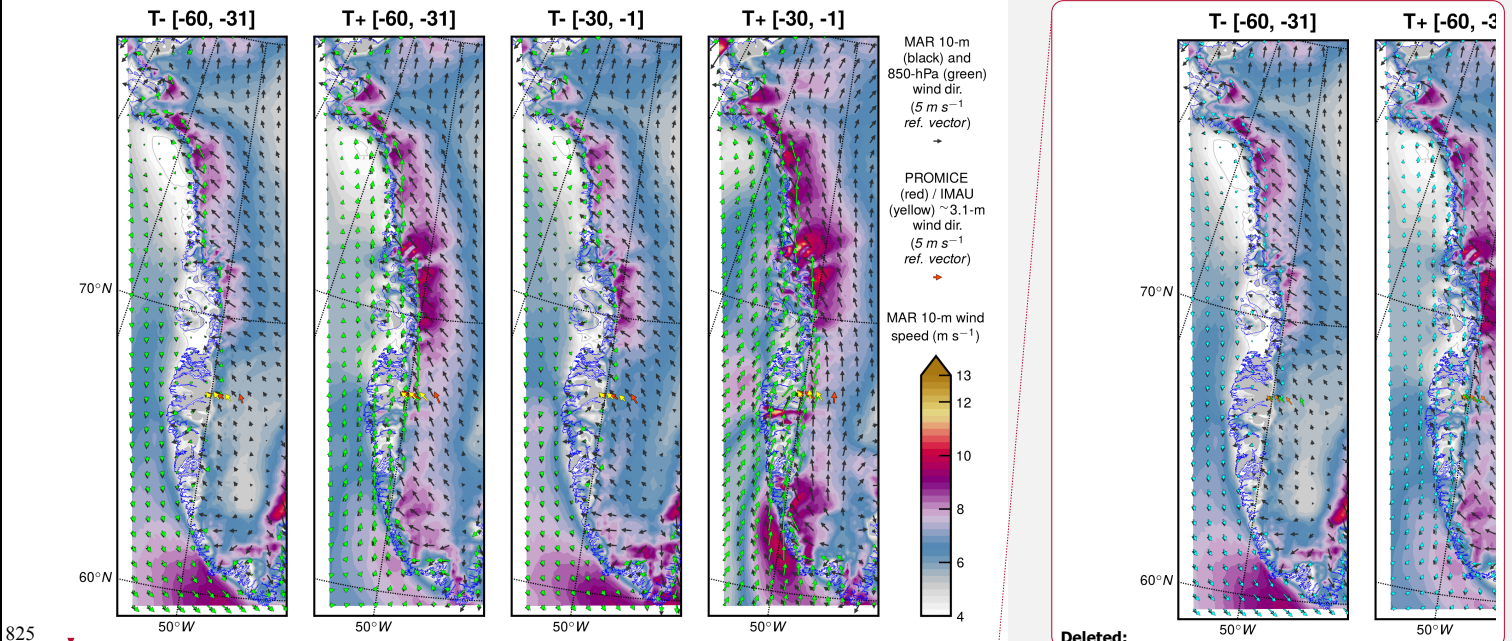 T- [-60, -31]
T+ [-60, -31]
T- [-30, -1]
T+ [-30, -1]
70°N
60°N
50°W
50°W
50°W
50°W
MAR 10-m
(black) and
850-hPa (green)
wind dir.
(5 m s−1
ref. vector)
PROMICE
(red) / IMAU
(yellow) ~3.1-m
wind dir.
(5 m s−1
ref. vector)
MAR 10-m wind
speed (m s−1)
13
12
10
8
6
4
825
T- [-60, -31]
T+ [-60, -3
70°N
60°N
50°W
50°W
Deleted: